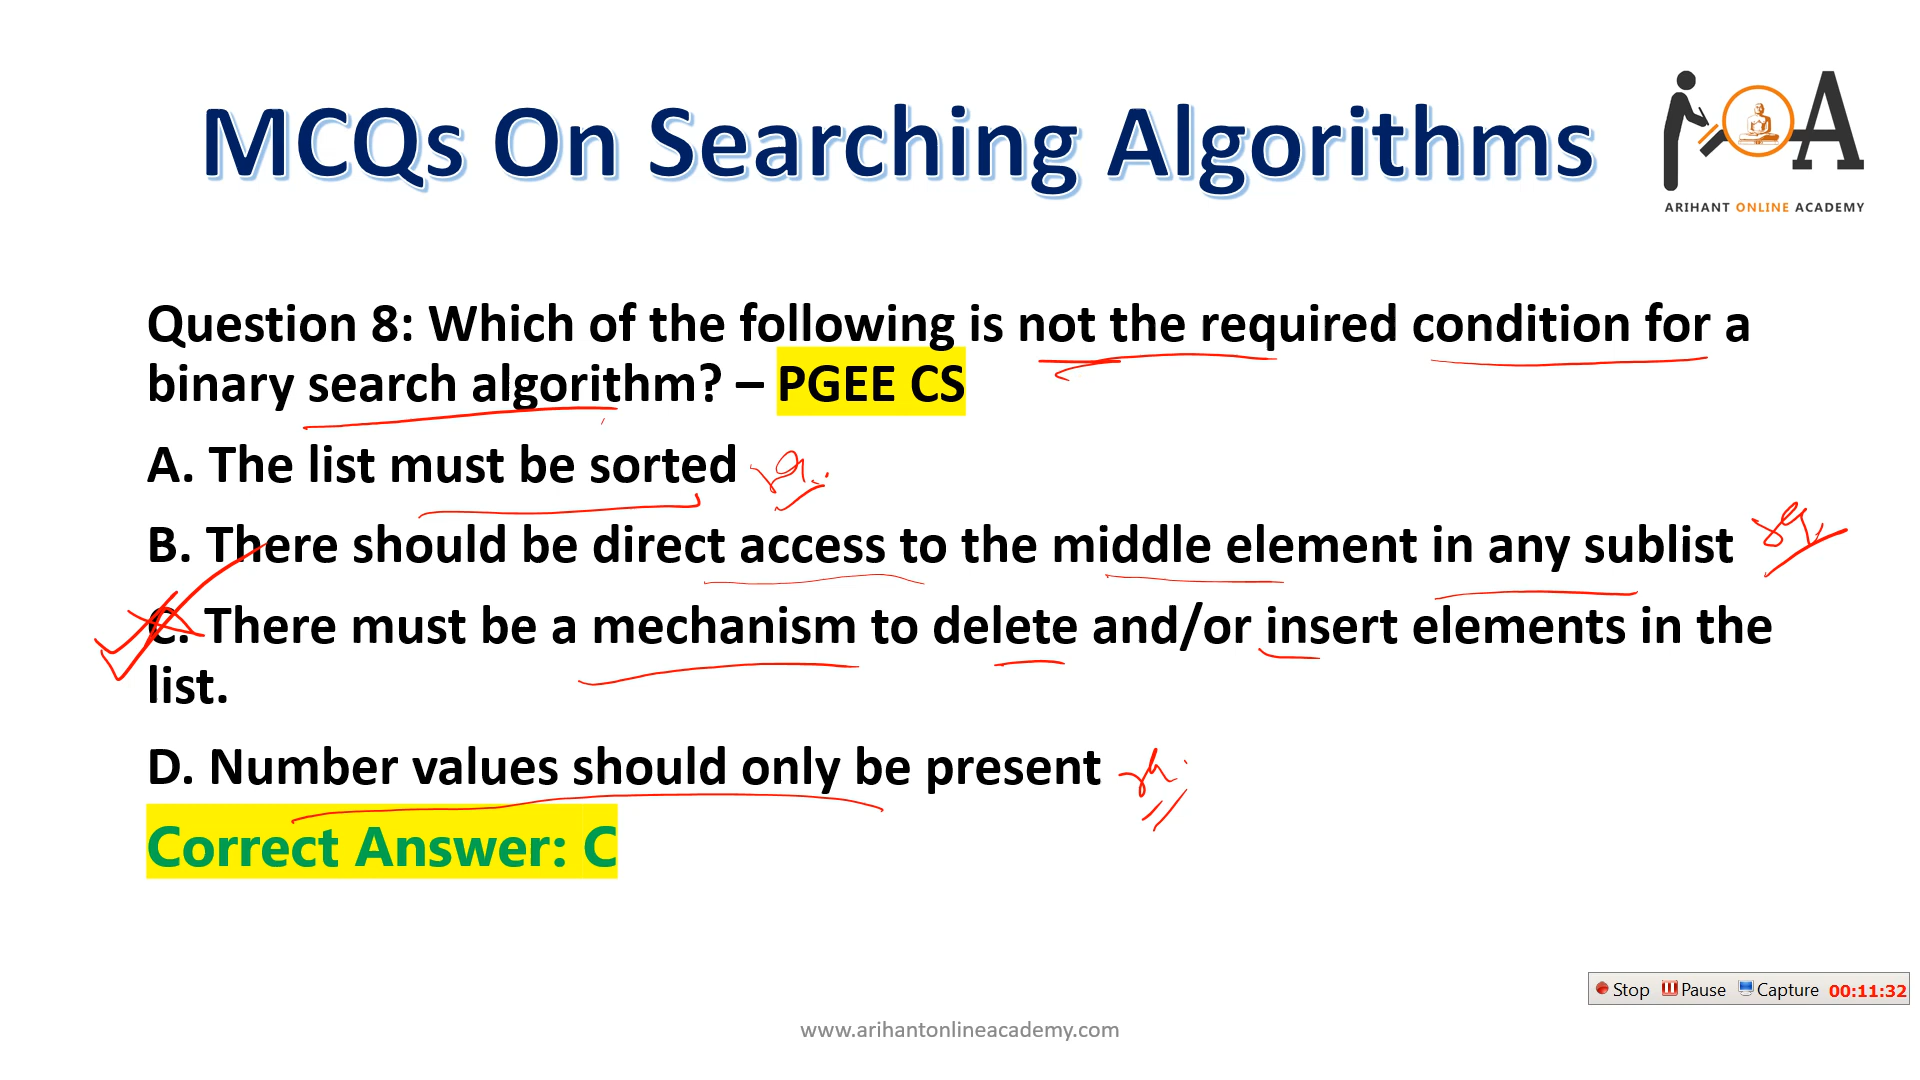 MCQs On Searching Algorithms
ARIHANT ONLINE ACADEMY
Question 8: Which of the following is not the required condition for a
binary search algorithm? – PGEE CS
A. The list must be sorted
B. There should be direct access to the middle element in any sublist
C. There must be a mechanism to delete and/or insert elements in the
list.
D. Number values should only be present
Correct Answer: C
Stop Pause Capture 00:11:32
www.arihantonlineacademy.com